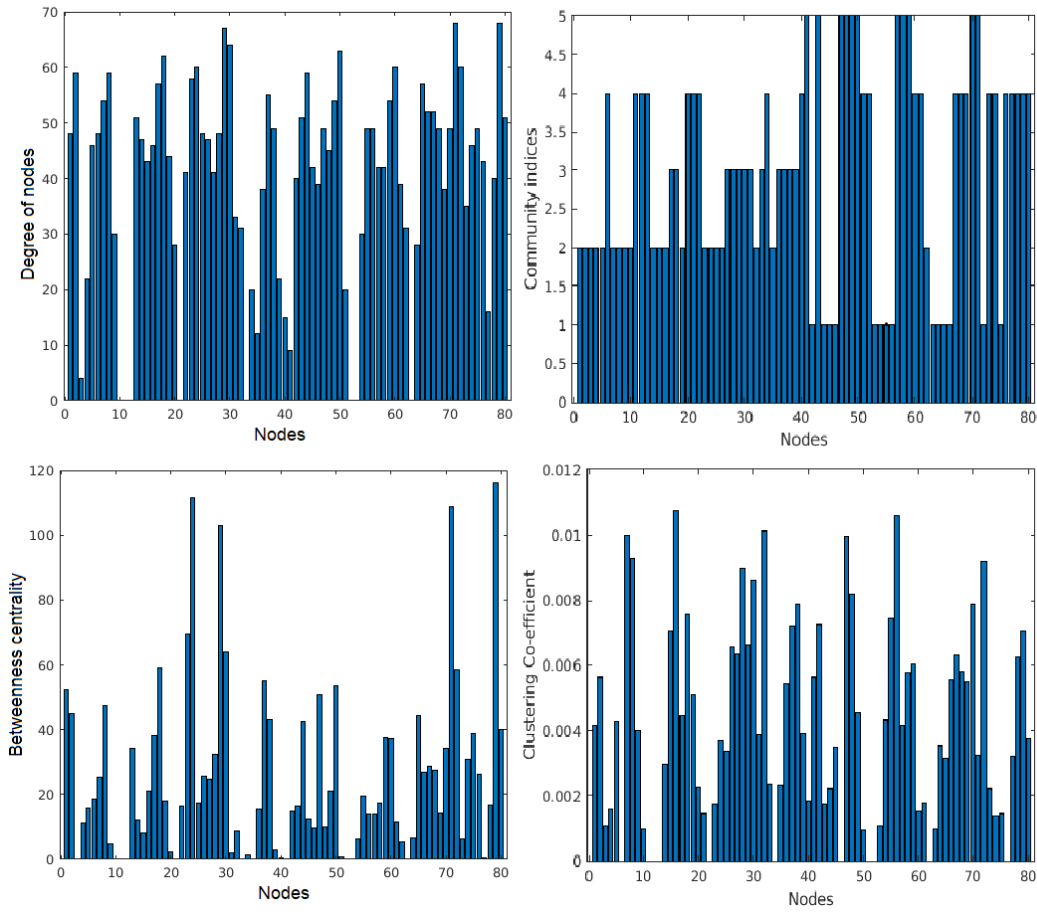 70
60
50
40
30
20
10
0
Degree of nodes
0 10 20 30 40 50 60 70 80
Nodes
5
4.5
4
3.5
3
2.5
2
1.5
1
0.5
0
Community indices
0 10 20 30 40 50 60 70 80
Nodes
120
100
80
60
40
20
0
Betweenness centrality
0 10 20 30 40 50 60 70 80
Nodes
0.012
0.01
0.008
0.006
0.004
0.002
0
Clustering Co-efficient
0 10 20 30 40 50 60 70 80
Nodes